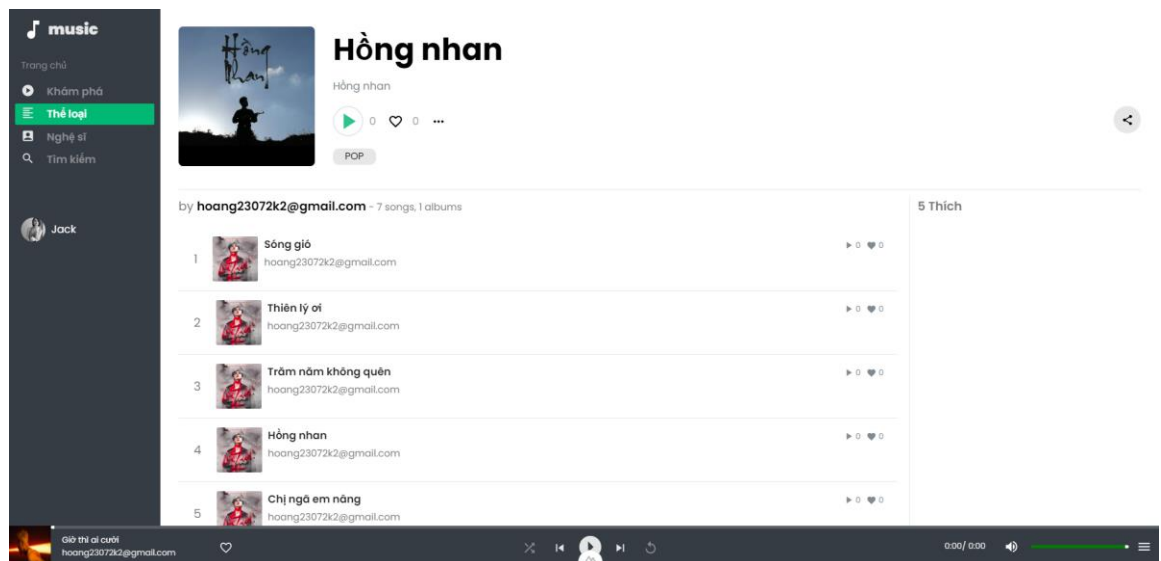 music
Trang chủ
Khám phá
Thể loại
Nghệ sĩ
Tìm kiếm
Jack
Hồng
Nhan
Hồng nhan
Hồng nhan
0 0
POP
by hoang23072k2@gmail.com - 7 songs, 1 albums
5 Thích
1 Sóng gió 0 0
hoang23072k2@gmail.com
2 Thiên lý ơi 0 0
hoang23072k2@gmail.com
3 Trăm năm không quên 0 0
hoang23072k2@gmail.com
4 Hồng nhan 0 0
hoang23072k2@gmail.com
5 Chị ngã em nâng 0 0
hoang23072k2@gmail.com
Giờ thì ai cười
hoang23072k2@gmail.com
0:00/ 0:00